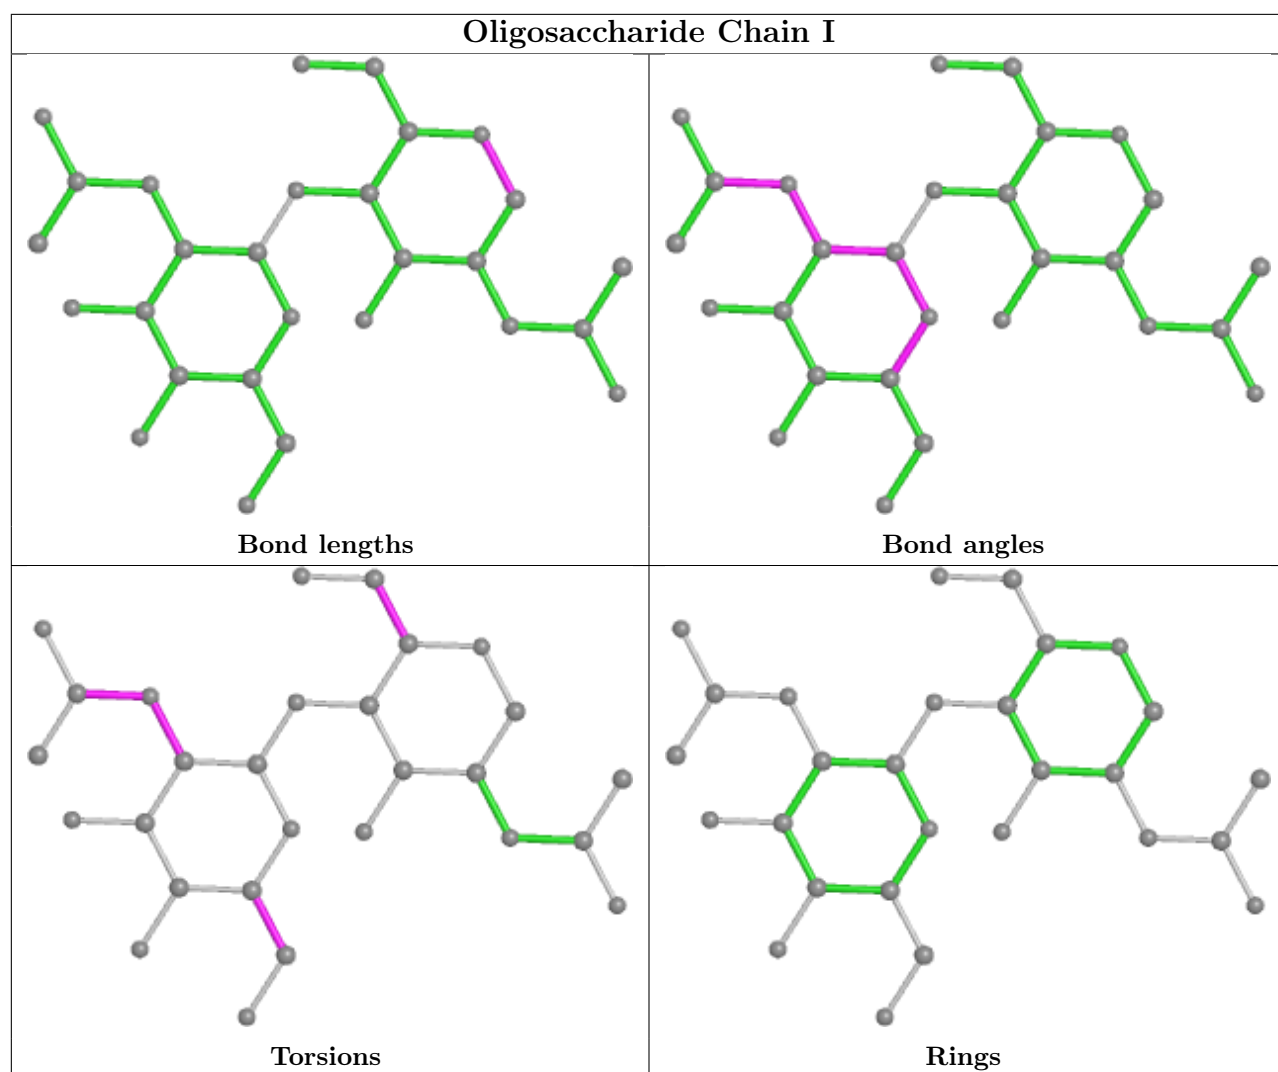 Oligosaccharide Chain I
Bond lengths
Bond angles
Torsions
Rings